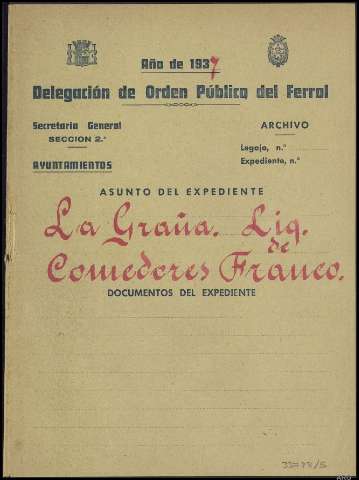 Año de 1937
Delegación de Orden Público del Ferrol
Secretaría General
SECCION 2.ª
AYUNTAMIENTOS
ARCHIVO
Legajo, n.º
Expediente, n.º
ASUNTO DEL EXPEDIENTE
La Graña. Liq.
de
Comedores Franco.
DOCUMENTOS DEL EXPEDIENTE